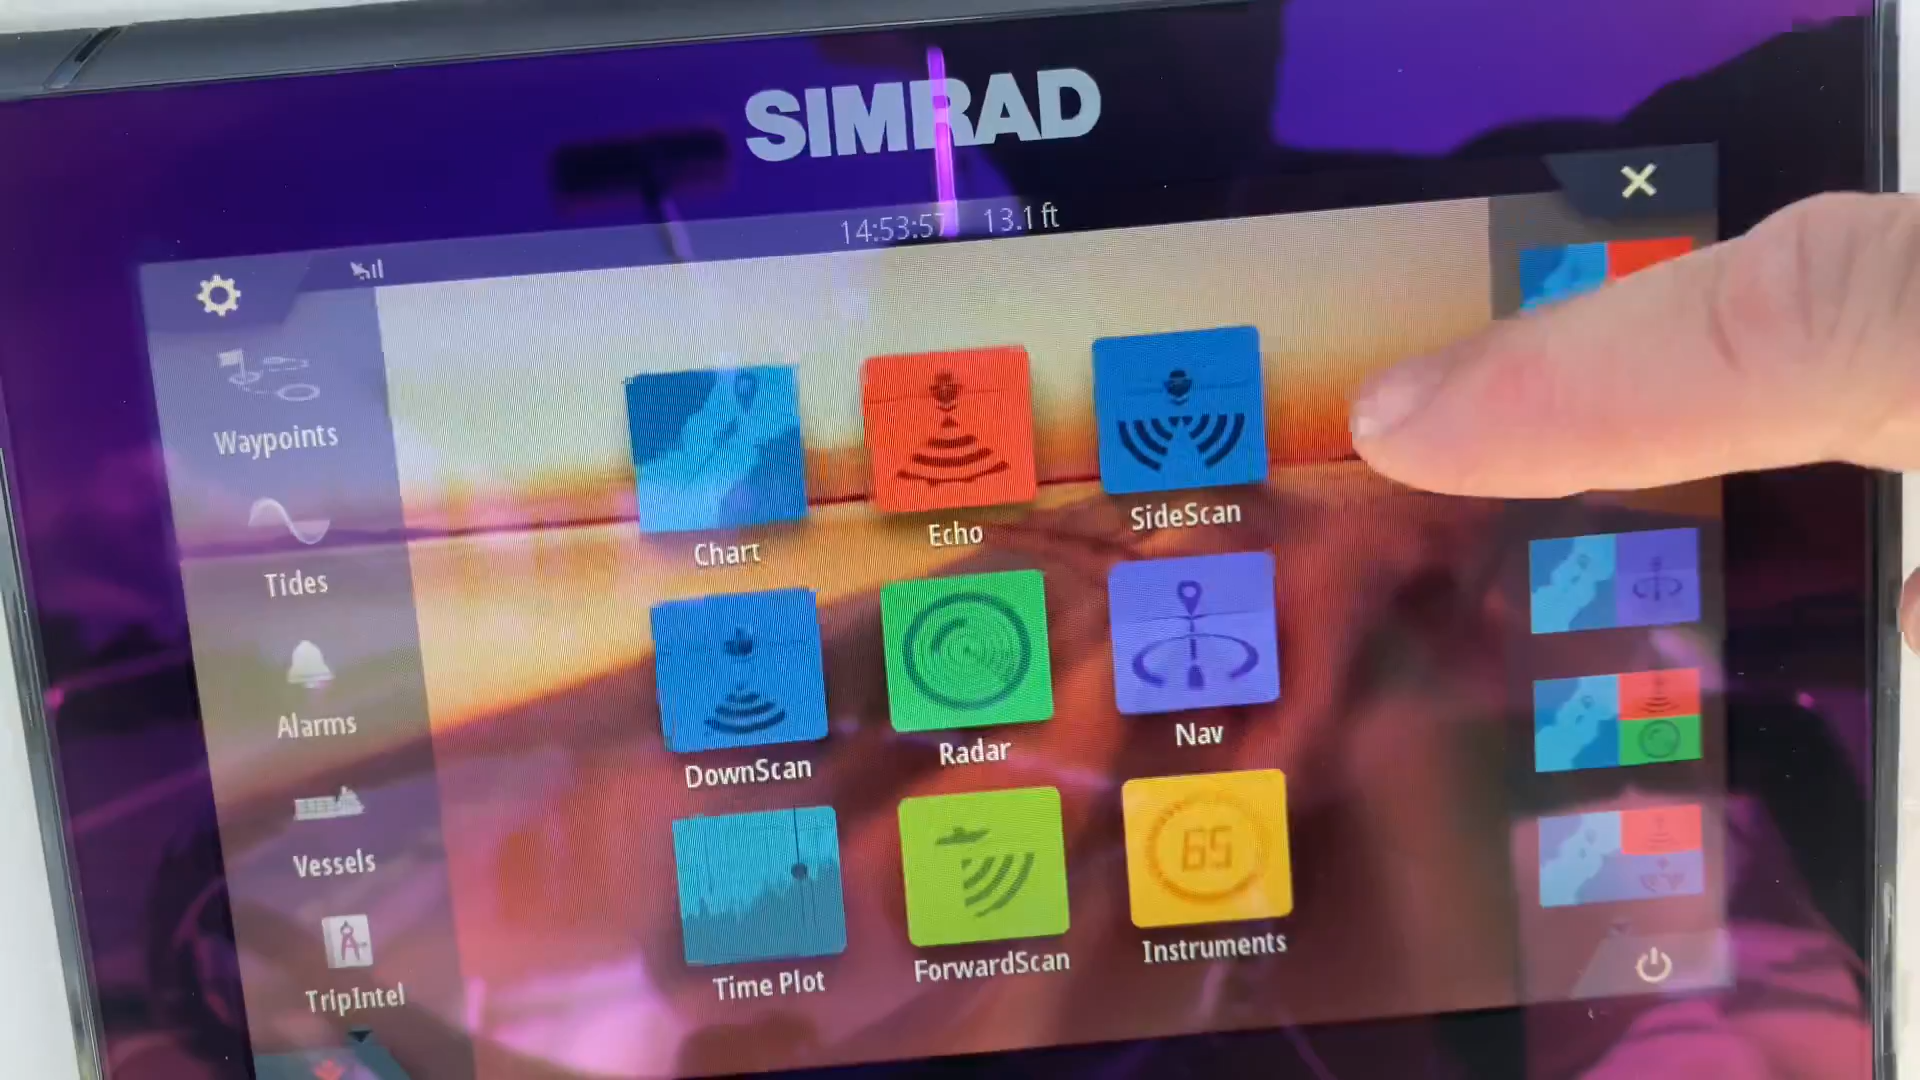 SIMRAD
14:53:57 13.1 ft
Waypoints
Tides
Alarms
Vessels
TripIntel
Chart
Echo
SideScan
DownScan
Radar
Nav
Time Plot
ForwardScan
65
Instruments